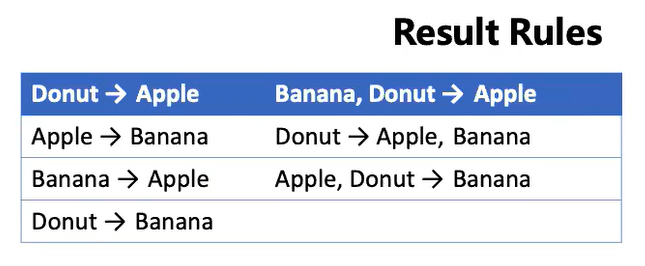 Result Rules
Donut → Apple Banana, Donut → Apple
Apple → Banana Donut → Apple, Banana
Banana → Apple Apple, Donut → Banana
Donut → Banana